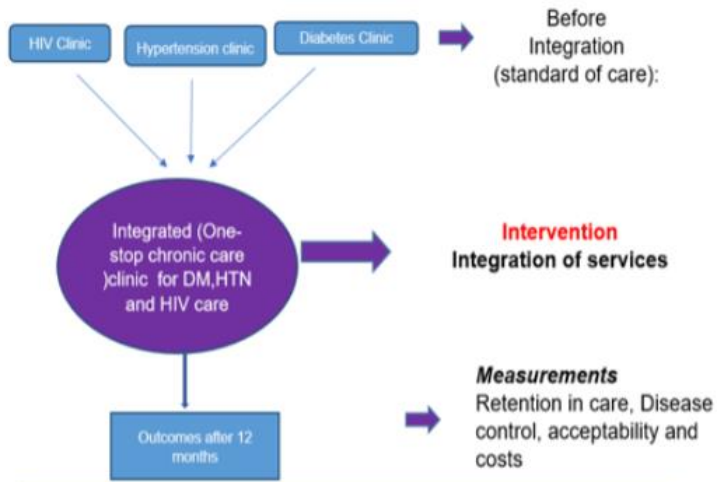 HIV Clinic
Hypertension clinic
Diabetes Clinic
Before
Integration
(standard of care):
Integrated (One-
stop chronic care
)clinic for DM,HTN
and HIV care
Intervention
Integration of services
Outcomes after 12
months
Measurements
Retention in care, Disease
control, acceptability and
costs